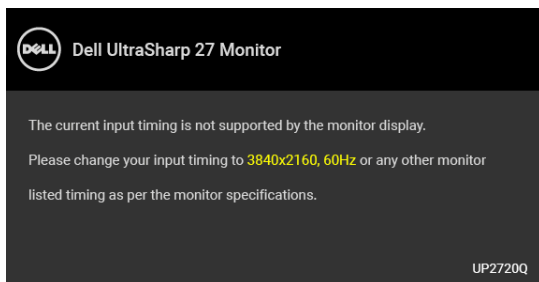 DELL
Dell UltraSharp 27 Monitor
The current input timing is not supported by the monitor display.
Please change your input timing to 3840x2160, 60Hz or any other monitor
listed timing as per the monitor specifications.
UP2720Q